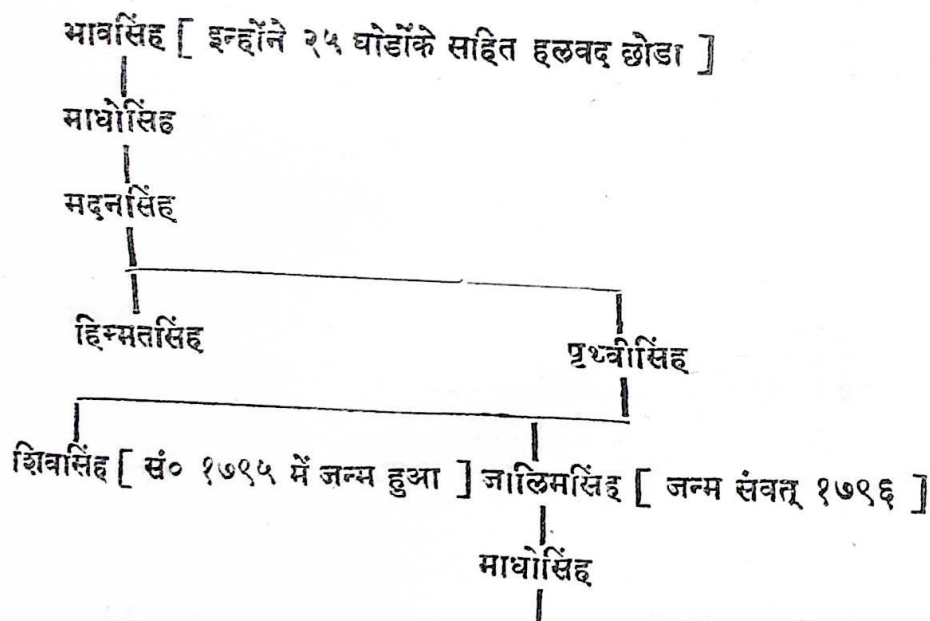 भावसिंह [ इन्होंने २५ घोडोंके सहित हलवद छोडा ]
माधोसिंह
मदनसिंह
हिम्मतसिंह
पृथ्वीसिंह
शिवसिंह [ सं० १७९५ में जन्म हुआ ] जालिमसिंह [ जन्म संवत् १७९६ ]
माधोसिंह